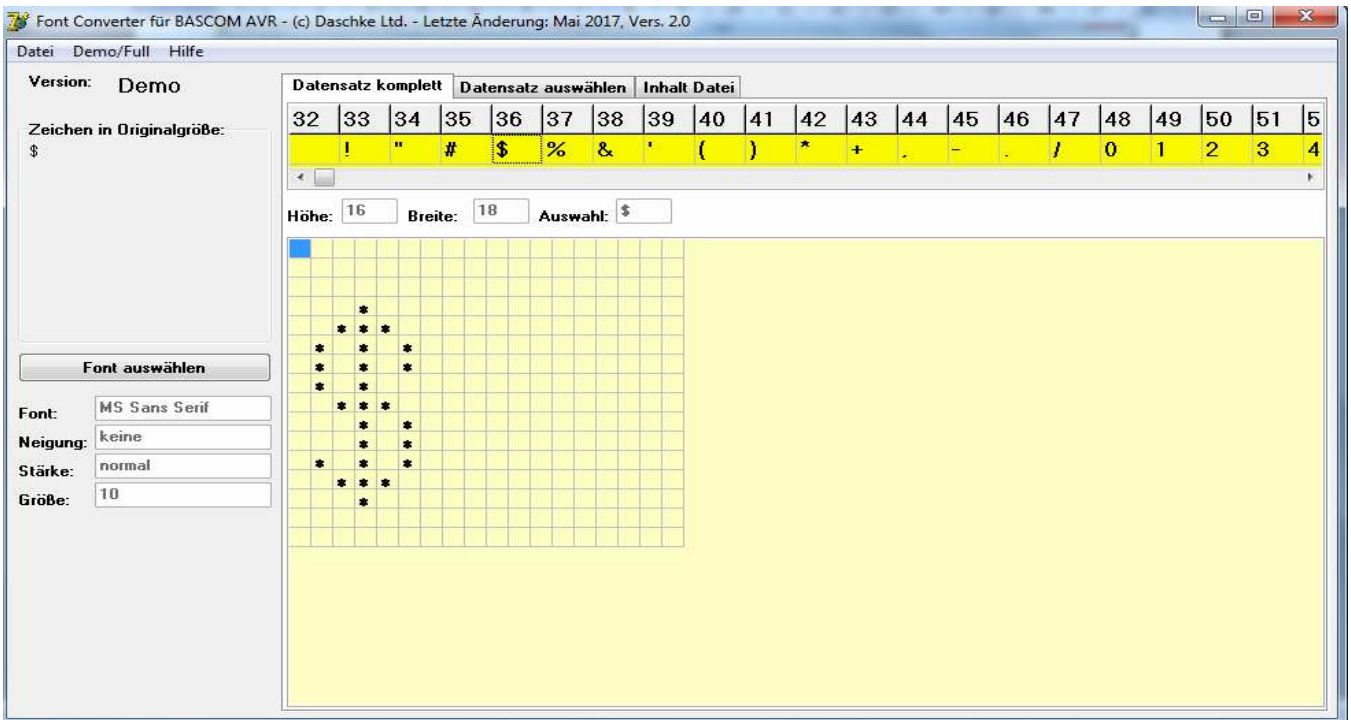 Font Converter für BASCOM AVR - (c) Daschke Ltd. - Letzte Änderung: Mai 2017, Vers. 2.0
Datei Demo/Full Hilfe
Version: Demo
Zeichen in Originalgröße:
$
Font auswählen
Font: MS Sans Serif
Neigung: keine
Stärke: normal
Größe: 10
Datensatz komplett Datensatz auswählen Inhalt Datei
32 33 34 35 36 37 38 39 40 41 42 43 44 45 46 47 48 49 50 51 5
! " # $ % & ' ( ) * + , - . / 0 1 2 3 4
Höhe: 16 Breite: 18 Auswahl: $
*
* * *
* * *
* * *
* *
* * *
* *
* *
* * *
* * *
*